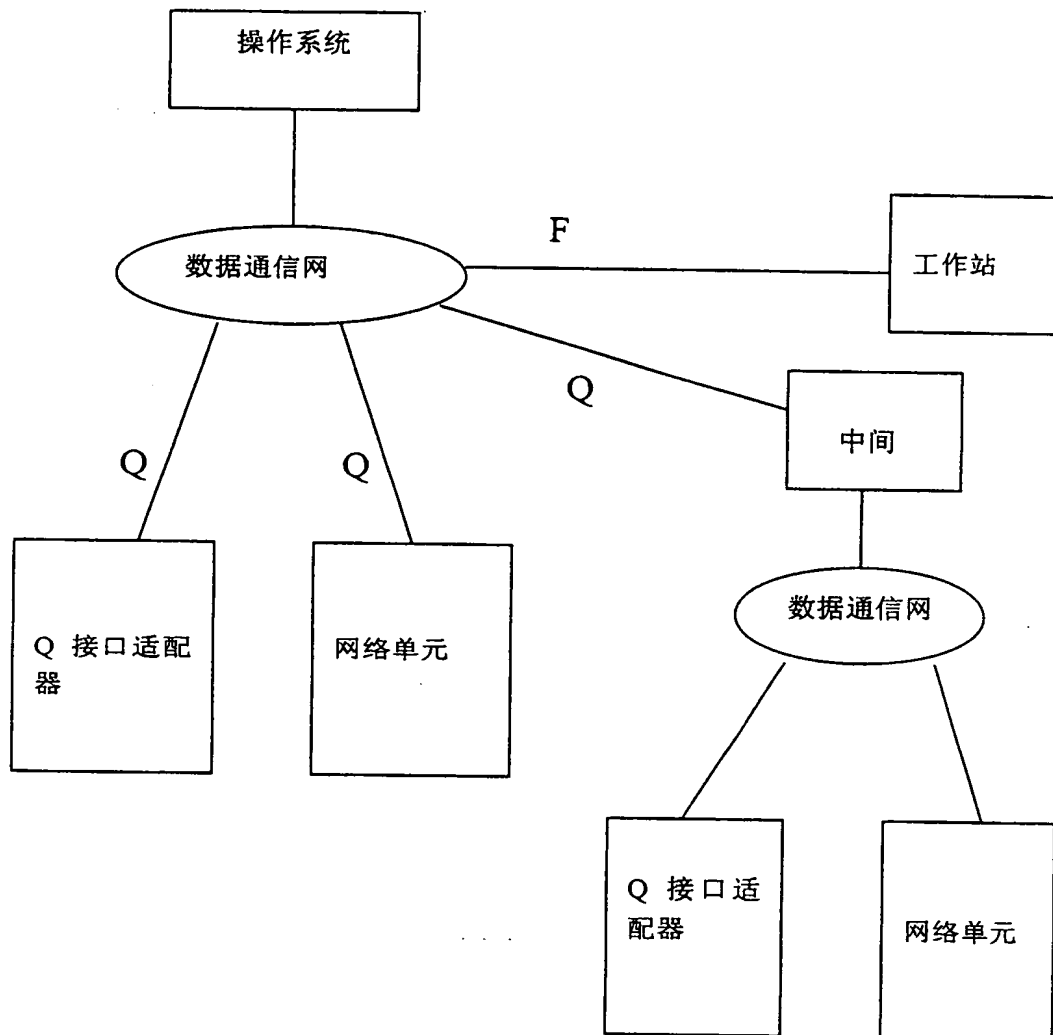 操作系统
F
数据通信网
工作站
Q
中间
Q
Q
Q 接口适配
器
网络单元
数据通信网
Q 接口适
配器
网络单元